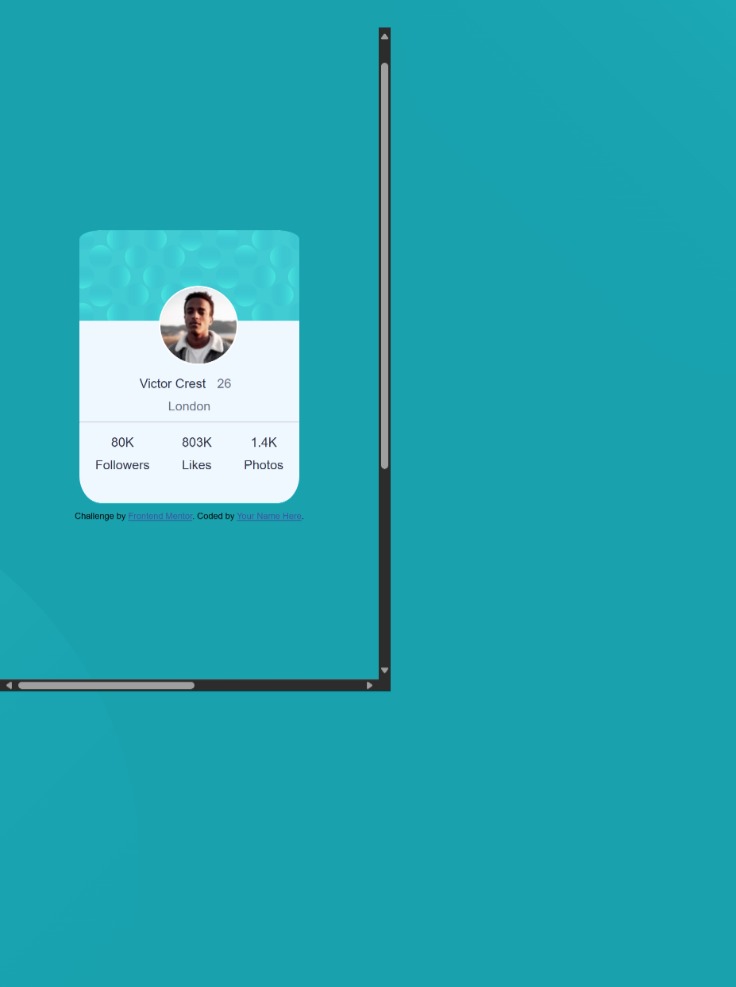 Victor Crest 26
London
80K 803K 1.4K
Followers Likes Photos
Challenge by Frontend Mentor. Coded by Your Name Here.